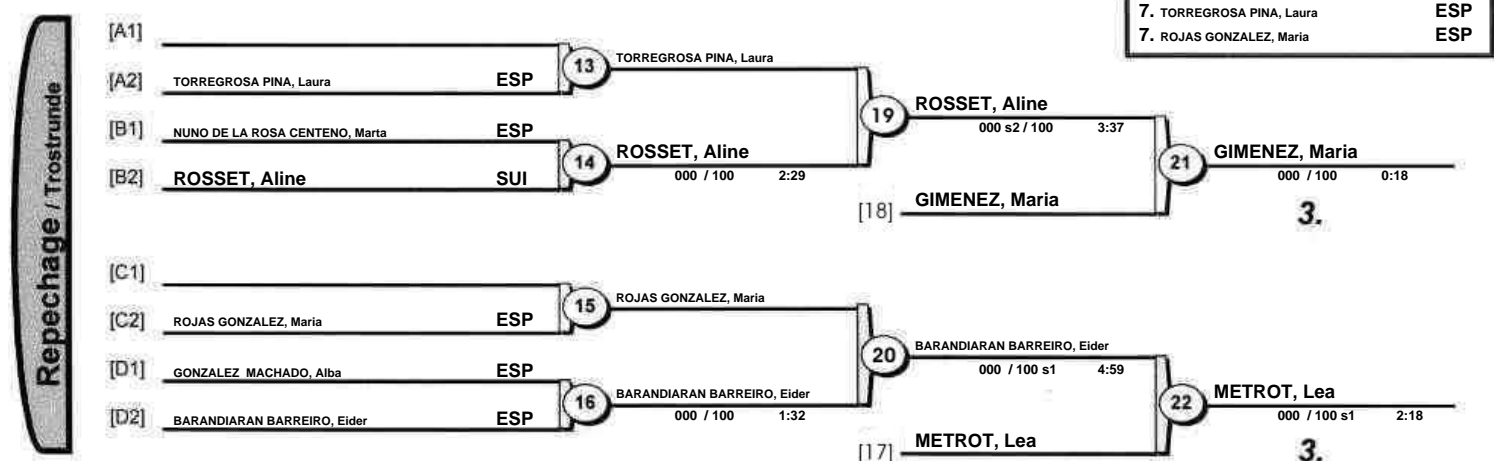 7. TORREGROSA PINA, Laura ESP
7. ROJAS GONZALEZ, Maria ESP
Repechage / Trostrunde
[A1]
13 TORREGROSA PINA, Laura
[A2] TORREGROSA PINA, Laura ESP
19 ROSSET, Aline
000 s2 / 100 3:37
[B1] NUNO DE LA ROSA CENTENO, Marta ESP
14 ROSSET, Aline
000 / 100 2:29
21 GIMENEZ, Maria
000 / 100 0:18
[B2] ROSSET, Aline SUI
[18] GIMENEZ, Maria
3.
[C1]
15 ROJAS GONZALEZ, Maria
[C2] ROJAS GONZALEZ, Maria ESP
20 BARANDIARAN BARREIRO, Eider
000 / 100 s1 4:59
[D1] GONZALEZ MACHADO, Alba ESP
16 BARANDIARAN BARREIRO, Eider
000 / 100 1:32
22 METROT, Lea
000 / 100 s1 2:18
[D2] BARANDIARAN BARREIRO, Eider ESP
[17] METROT, Lea
3.